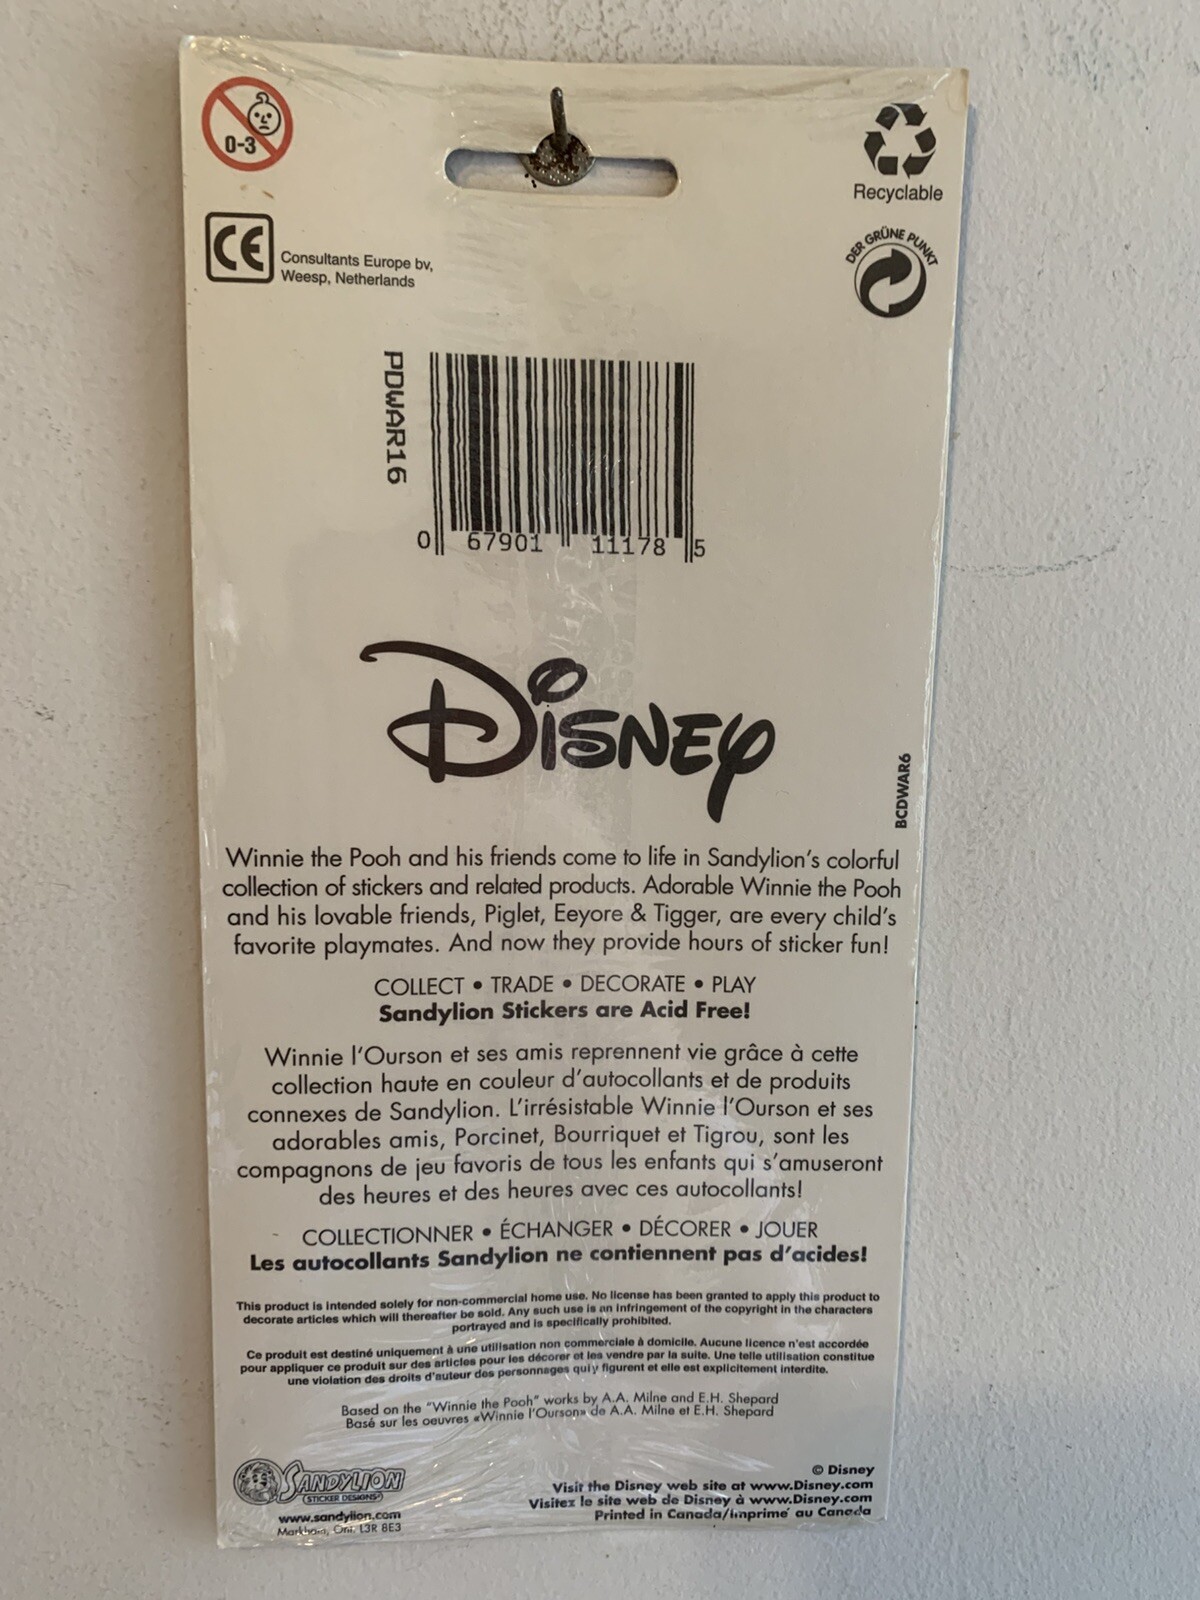 0-3
Recyclable
CE
Consultants Europe bv,
Weesp, Netherlands
DER GRÜNE PUNKT
PDWAR16
0 67901 11178 5
Disney
BCDWAR6
Winnie the Pooh and his friends come to life in Sandylion's colorful
collection of stickers and related products. Adorable Winnie the Pooh
and his lovable friends, Piglet, Eeyore & Tigger, are every child's
favorite playmates. And now they provide hours of sticker fun!
COLLECT • TRADE • DECORATE • PLAY
Sandylion Stickers are Acid Free!
Winnie l'Ourson et ses amis reprennent vie grâce à cette
collection haute en couleur d'autocollants et de produits
connexes de Sandylion. L'irrésistable Winnie l'Ourson et ses
adorables amis, Porcinet, Bourriquet et Tigrou, sont les
compagnons de jeu favoris de tous les enfants qui s'amuseront
des heures et des heures avec ces autocollants!
COLLECTIONNER • ÉCHANGER • DÉCORER • JOUER
Les autocollants Sandylion ne contiennent pas d'acides!
This product is intended solely for non-commercial home use. No license has been granted to apply this product to
decorate articles which will thereafter be sold. Any such use is an infringement of the copyright in the characters
portrayed and is specifically prohibited.
Ce produit est destiné uniquement à une utilisation non commerciale à domicile. Aucune licence n'est accordée
pour appliquer ce produit sur des articles pour les décorer et les vendre par la suite. Une telle utilisation constitue
une violation des droits d'auteur des personnages qui y figurent et elle est explicitement interdite.
Based on the "Winnie the Pooh" works by A.A. Milne and E.H. Shepard
Basé sur les oeuvres «Winnie l'Ourson» de A.A. Milne et E.H. Shepard
SANDYLION
STICKER DESIGNS
www.sandylion.com
Markham, Ont. L3R 8E3
© Disney
Visit the Disney web site at www.Disney.com
Visitez le site web de Disney à www.Disney.com
Printed in Canada/Imprimé au Canada